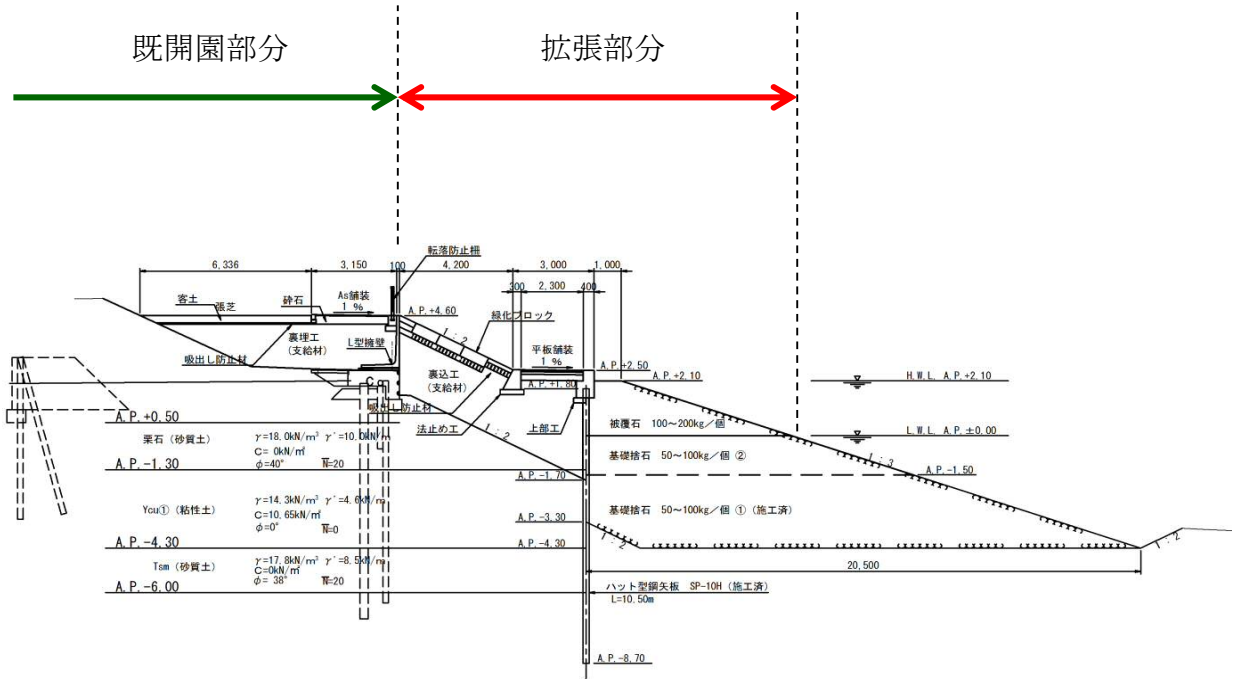 既開園部分
拡張部分
転落防止柵
6,336
3,150
100
4,200
3,000
1,000
300
2,300
400
客土
張芝
砕石
As舗装
1 %
A.P.+4.60
緑化ブロック
1:2
裏埋工
(支給材)
L型擁壁
平板舗装
1 %
A.P.+2.50
吸出し防止材
裏込工
(支給材)
A.P.+1.80
A.P.+2.10
H.W.L. A.P.+2.10
吸出し防止材
法止め工
上部工
1:2
A.P.+0.50
被覆石 100~200kg/個
L.W.L. A.P.±0.00
栗石(砂質土)
γ=18.0kN/m³ γ'=10.0kN/m
C= 0kN/㎡
φ=40° N=20
基礎捨石 50~100kg/個 ②
1:3
A.P.-1.30
A.P.-1.50
A.P.-1.70
Ycu①(粘性土)
γ=14.3kN/m³ γ'=4.6kN/m
C=10.65kN/㎡
φ=0° N=0
基礎捨石 50~100kg/個 ①(施工済)
A.P.-3.30
1:2
1:2
A.P.-4.30
A.P.-4.30
Tsm(砂質土)
γ=17.8kN/m³ γ'=8.5kN/m
C=0kN/㎡
φ= 38° N=20
20,500
A.P.-6.00
ハット型鋼矢板 SP-10H(施工済)
L=10.50m
A.P.-8.70